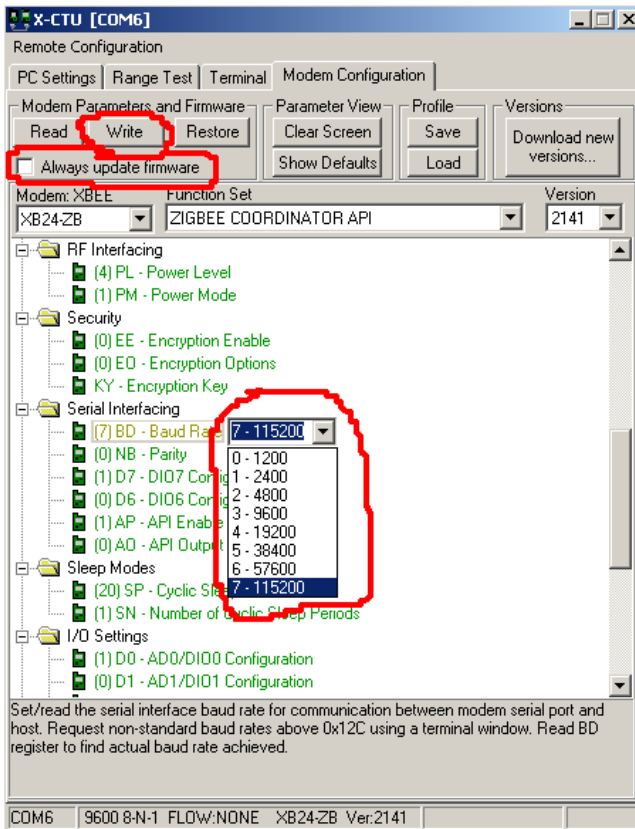 X-CTU [COM6]
Remote Configuration
PC Settings Range Test Terminal Modem Configuration
Modem Parameters and Firmware Parameter View Profile Versions
Read Write Restore Clear Screen Save Download new versions...
Always update firmware Show Defaults Load
Modem: XBEE Function Set Version
XB24-ZB ZIGBEE COORDINATOR API 2141
RF Interfacing
(4) PL - Power Level
(1) PM - Power Mode
Security
(0) EE - Encryption Enable
(0) EO - Encryption Options
KY - Encryption Key
Serial Interfacing
(7) BD - Baud Rate 7 - 115200
(0) NB - Parity
0 - 1200
(1) D7 - DIO7
1 - 2400
(0) D6 - DIO6
2 - 4800
3 - 9600
(1) AP - API Enable
4 - 19200
(0) AO - API Output
5 - 38400
6 - 57600
7 - 115200
Sleep Modes
(20) SP - Cyclic
(1) SN - Number of Cyclic Sleep Periods
I/O Settings
(1) D0 - AD0/DIO0 Configuration
(0) D1 - AD1/DIO1 Configuration
Set/read the serial interface baud rate for communication between modem serial port and
host. Request non-standard baud rates above 0x12C using a terminal window. Read BD
register to find actual baud rate achieved.
COM6 9600 8-N-1 FLOW:NONE XB24-ZB Ver:2141